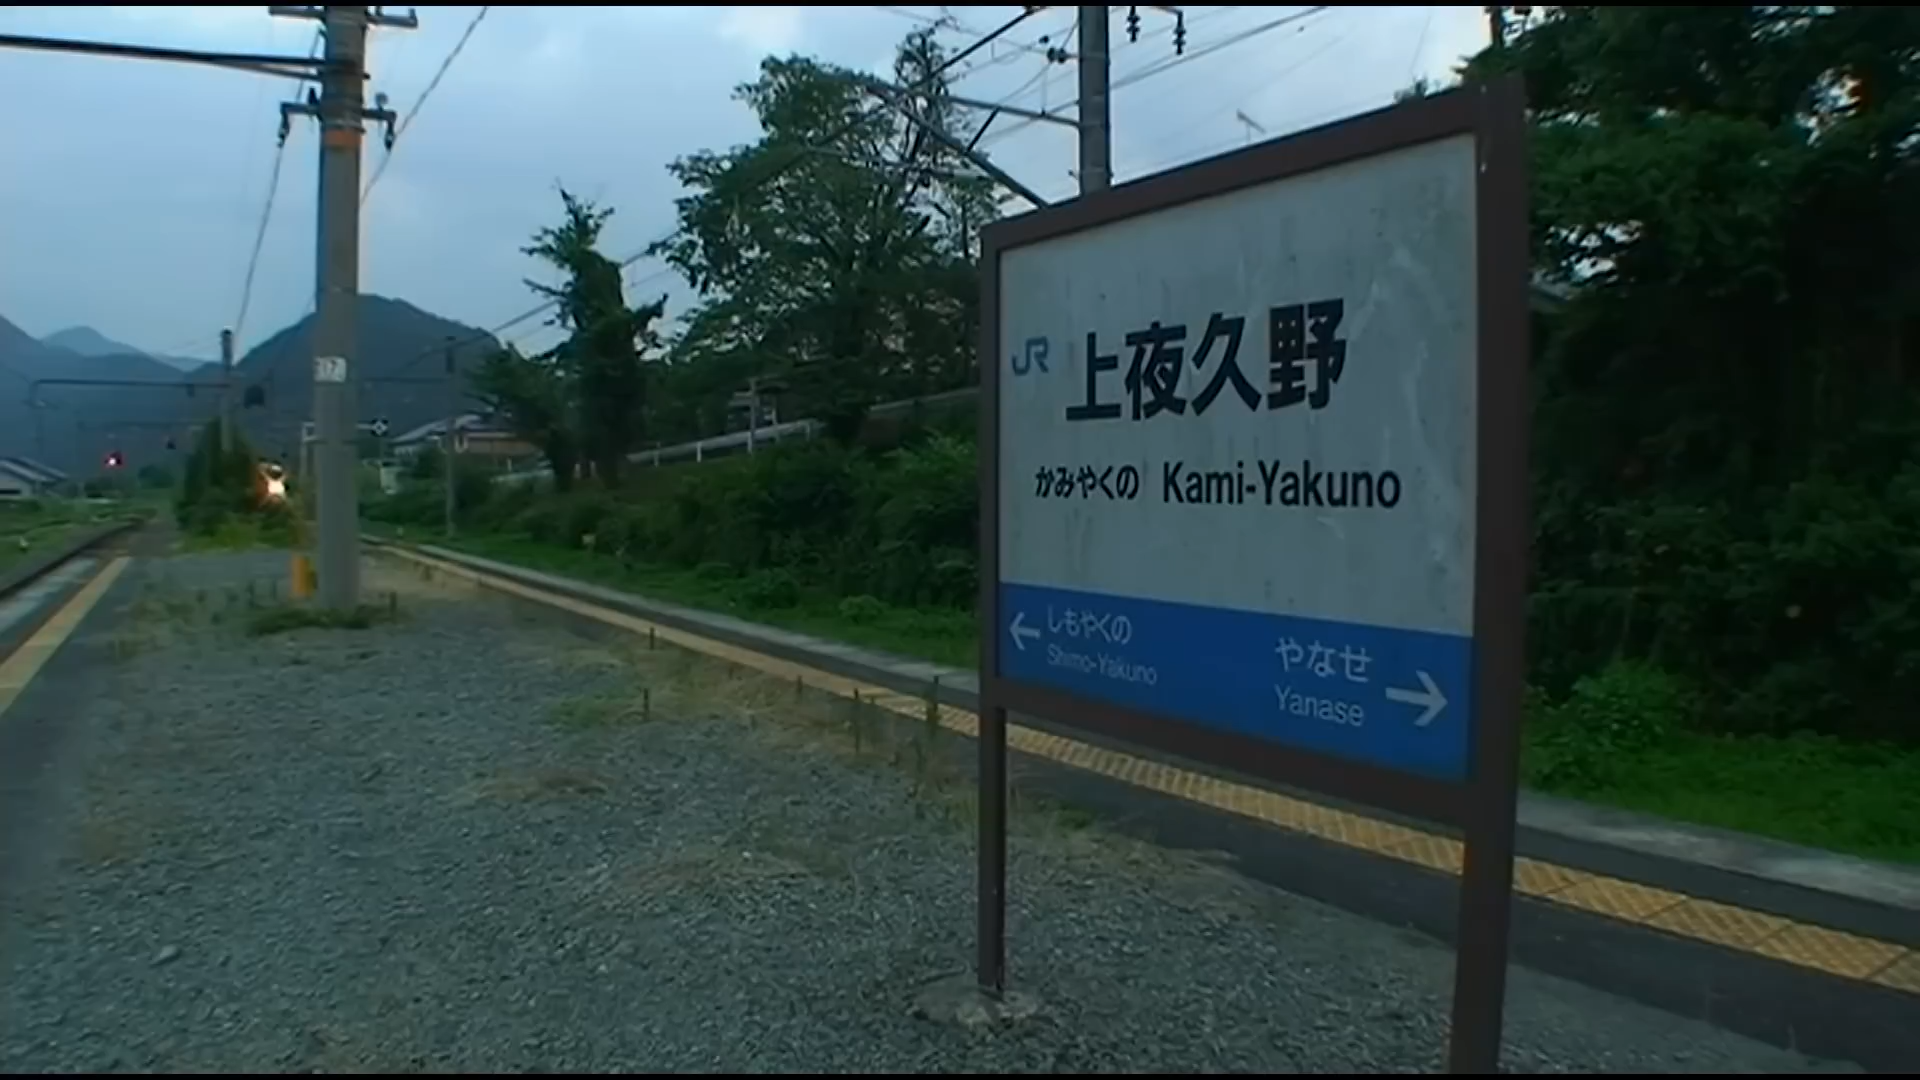 17
JR 上夜久野
かみやくの Kami-Yakuno
しもやくの
Shimo-Yakuno
やなせ
Yanase